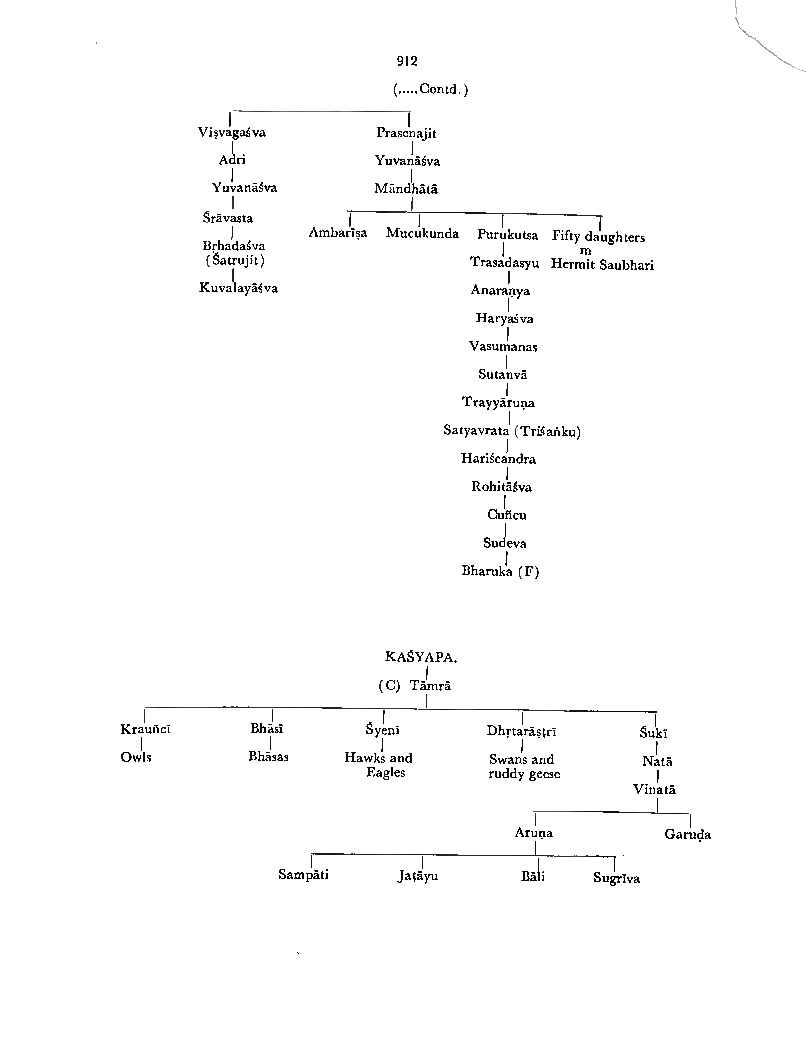 912
(.....Contd.)
Viṣvagaśva Prasenajit
Adri Yuvanāśva
Yuvanāśva Māndhātā
Śrāvasta
Ambarīṣa Mucukunda Purukutsa Fifty daughters
Bṛhadaśva m
(Śatrujit) Trasadasyu Hermit Saubhari
Kuvalayāśva Anaraṇya
Haryaśva
Vasumanas
Sutanvā
Trayyāruṇa
Satyavrata (Triśaṅku)
Hariścandra
Rohitāśva
Cuñcu
Sudeva
Bharuka (F)
KAŚYAPA.
(C) Tāmrā
Krauñcī Bhāsī Śyenī Dhṛtarāṣṭrī Śukī
Owls Bhāsas Hawks and Swans and Natā
Eagles ruddy geese
Vinatā
Aruṇa Garuḍa
Sampāti Jaṭāyu Bāli Sugrīva